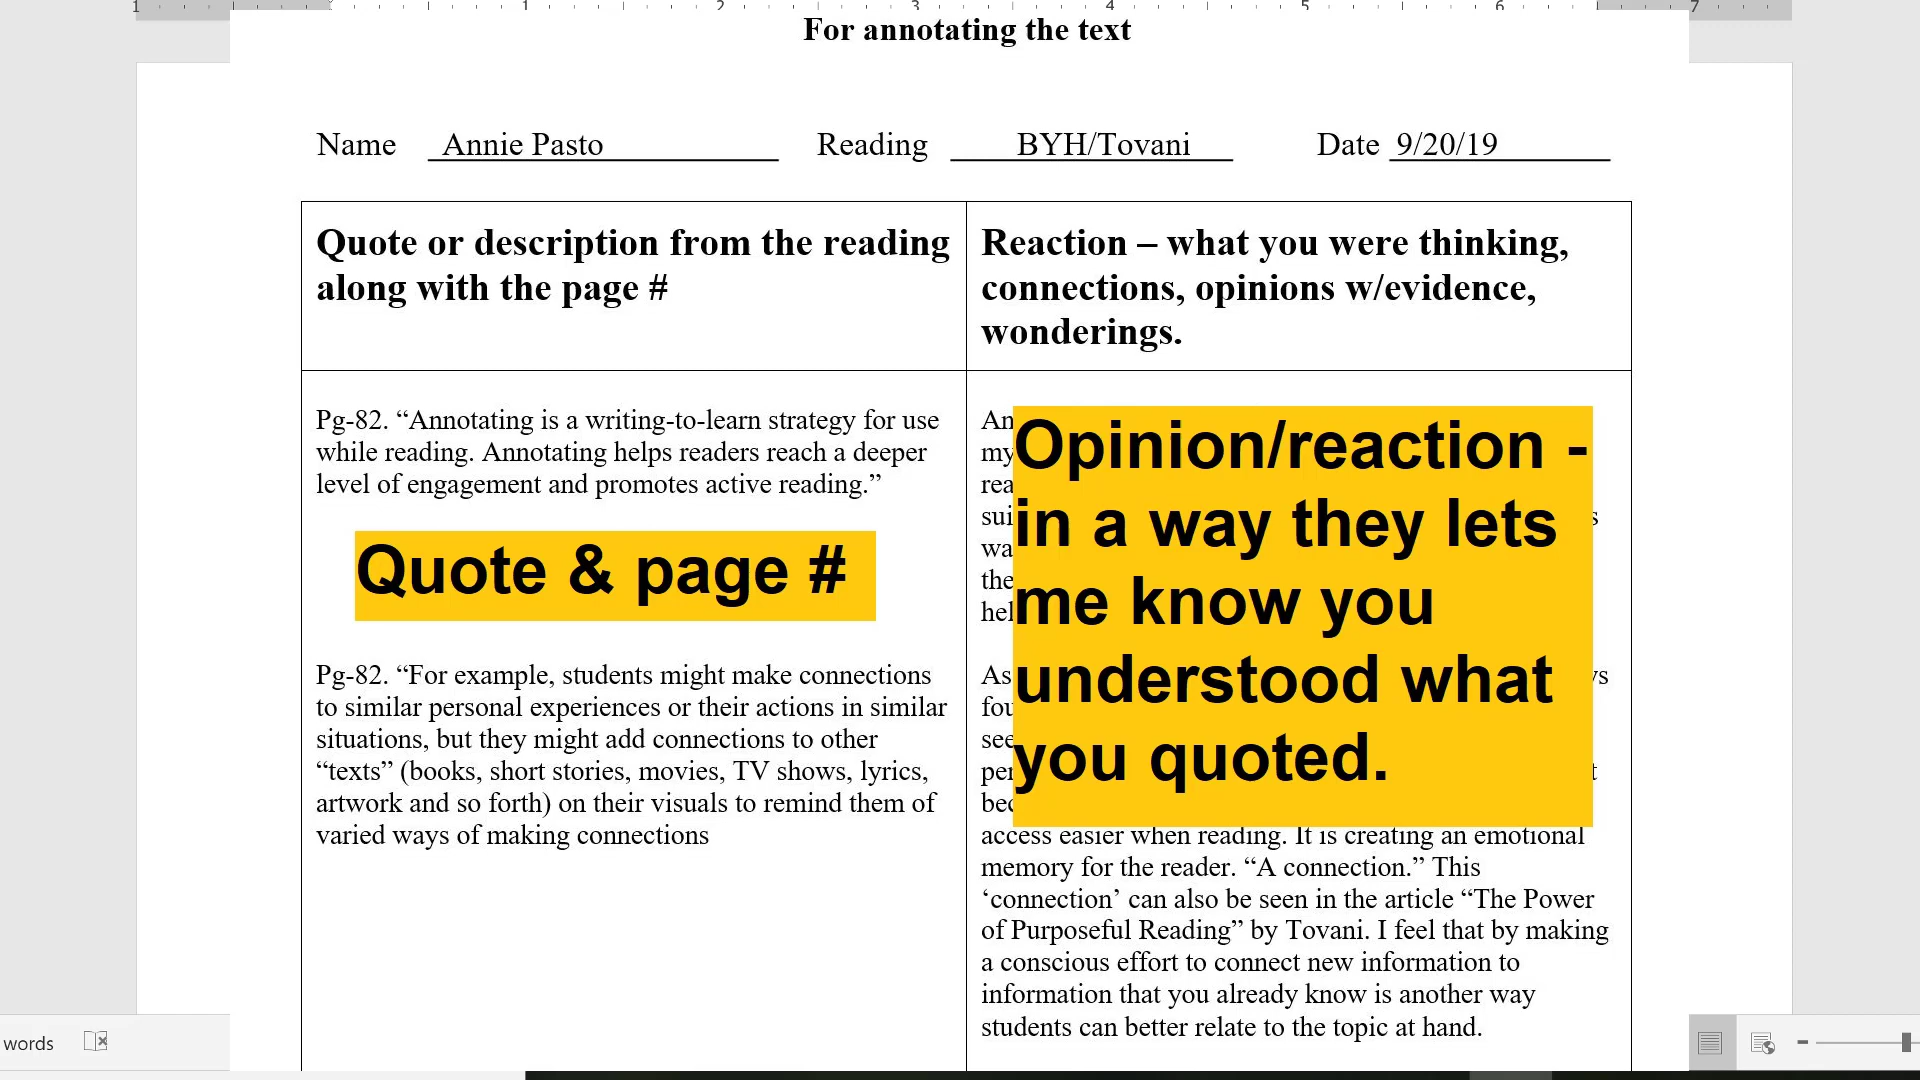 1 1 2 3 4 5 6 7
For annotating the text
Name Annie Pasto Reading BYH/Tovani Date 9/20/19
Quote or description from the reading
along with the page #
Reaction – what you were thinking,
connections, opinions w/evidence,
wonderings.
Pg-82. “Annotating is a writing-to-learn strategy for use
while reading. Annotating helps readers reach a deeper
level of engagement and promotes active reading.”
Quote & page #
Pg-82. “For example, students might make connections
to similar personal experiences or their actions in similar
situations, but they might add connections to other
“texts” (books, short stories, movies, TV shows, lyrics,
artwork and so forth) on their visuals to remind them of
varied ways of making connections
Opinion/reaction -
in a way they lets
me know you
understood what
you quoted.
access easier when reading. It is creating an emotional
memory for the reader. “A connection.” This
‘connection’ can also be seen in the article “The Power
of Purposeful Reading” by Tovani. I feel that by making
a conscious effort to connect new information to
information that you already know is another way
students can better relate to the topic at hand.
words